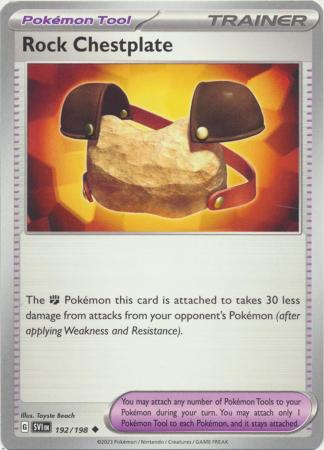 Pokémon Tool TRAINER
Rock Chestplate
The Pokémon this card is attached to takes 30 less
damage from attacks from your opponent's Pokémon (after
applying Weakness and Resistance).
Illus. Toyste Beach
G SVI EN 192/198
You may attach any number of Pokémon Tools to your
Pokémon during your turn. You may attach only 1
Pokémon Tool to each Pokémon, and it stays attached.
©2023 Pokémon / Nintendo / Creatures / GAME FREAK